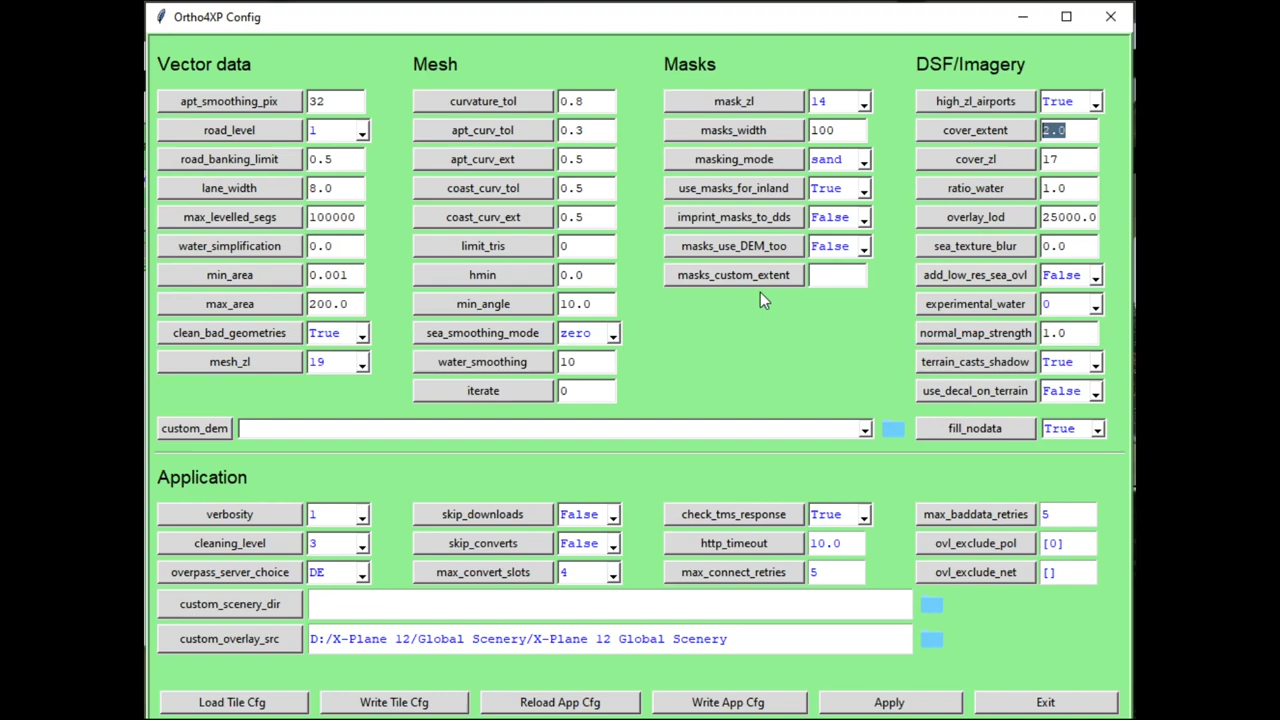 Ortho4XP Config
Vector data Mesh Masks DSF/Imagery
apt_smoothing_pix 32 curvature_tol 0.8 mask_zl 14 high_zl_airports True
road_level 1 apt_curv_tol 0.3 masks_width 100 cover_extent 2.0
road_banking_limit 0.5 apt_curv_ext 0.5 masking_mode sand cover_zl 17
lane_width 8.0 coast_curv_tol 0.5 use_masks_for_inland True ratio_water 1.0
max_levelled_segs 100000 coast_curv_ext 0.5 imprint_masks_to_dds False overlay_lod 25000.0
water_simplification 0.0 limit_tris 0 masks_use_DEM_too False sea_texture_blur 0.0
min_area 0.001 hmin 0.0 masks_custom_extent add_low_res_sea_ovl False
max_area 200.0 min_angle 10.0 experimental_water 0
clean_bad_geometries True sea_smoothing_mode zero normal_map_strength 1.0
mesh_zl 19 water_smoothing 10 terrain_casts_shadow True
iterate 0 use_decal_on_terrain False
custom_dem fill_nodata True
Application
verbosity 1 skip_downloads False check_tms_response True max_baddata_retries 5
cleaning_level 3 skip_converts False http_timeout 10.0 ovl_exclude_pol [0]
overpass_server_choice DE max_convert_slots 4 max_connect_retries 5 ovl_exclude_net []
custom_scenery_dir
custom_overlay_src D:/X-Plane 12/Global Scenery/X-Plane 12 Global Scenery
Load Tile Cfg Write Tile Cfg Reload App Cfg Write App Cfg Apply Exit